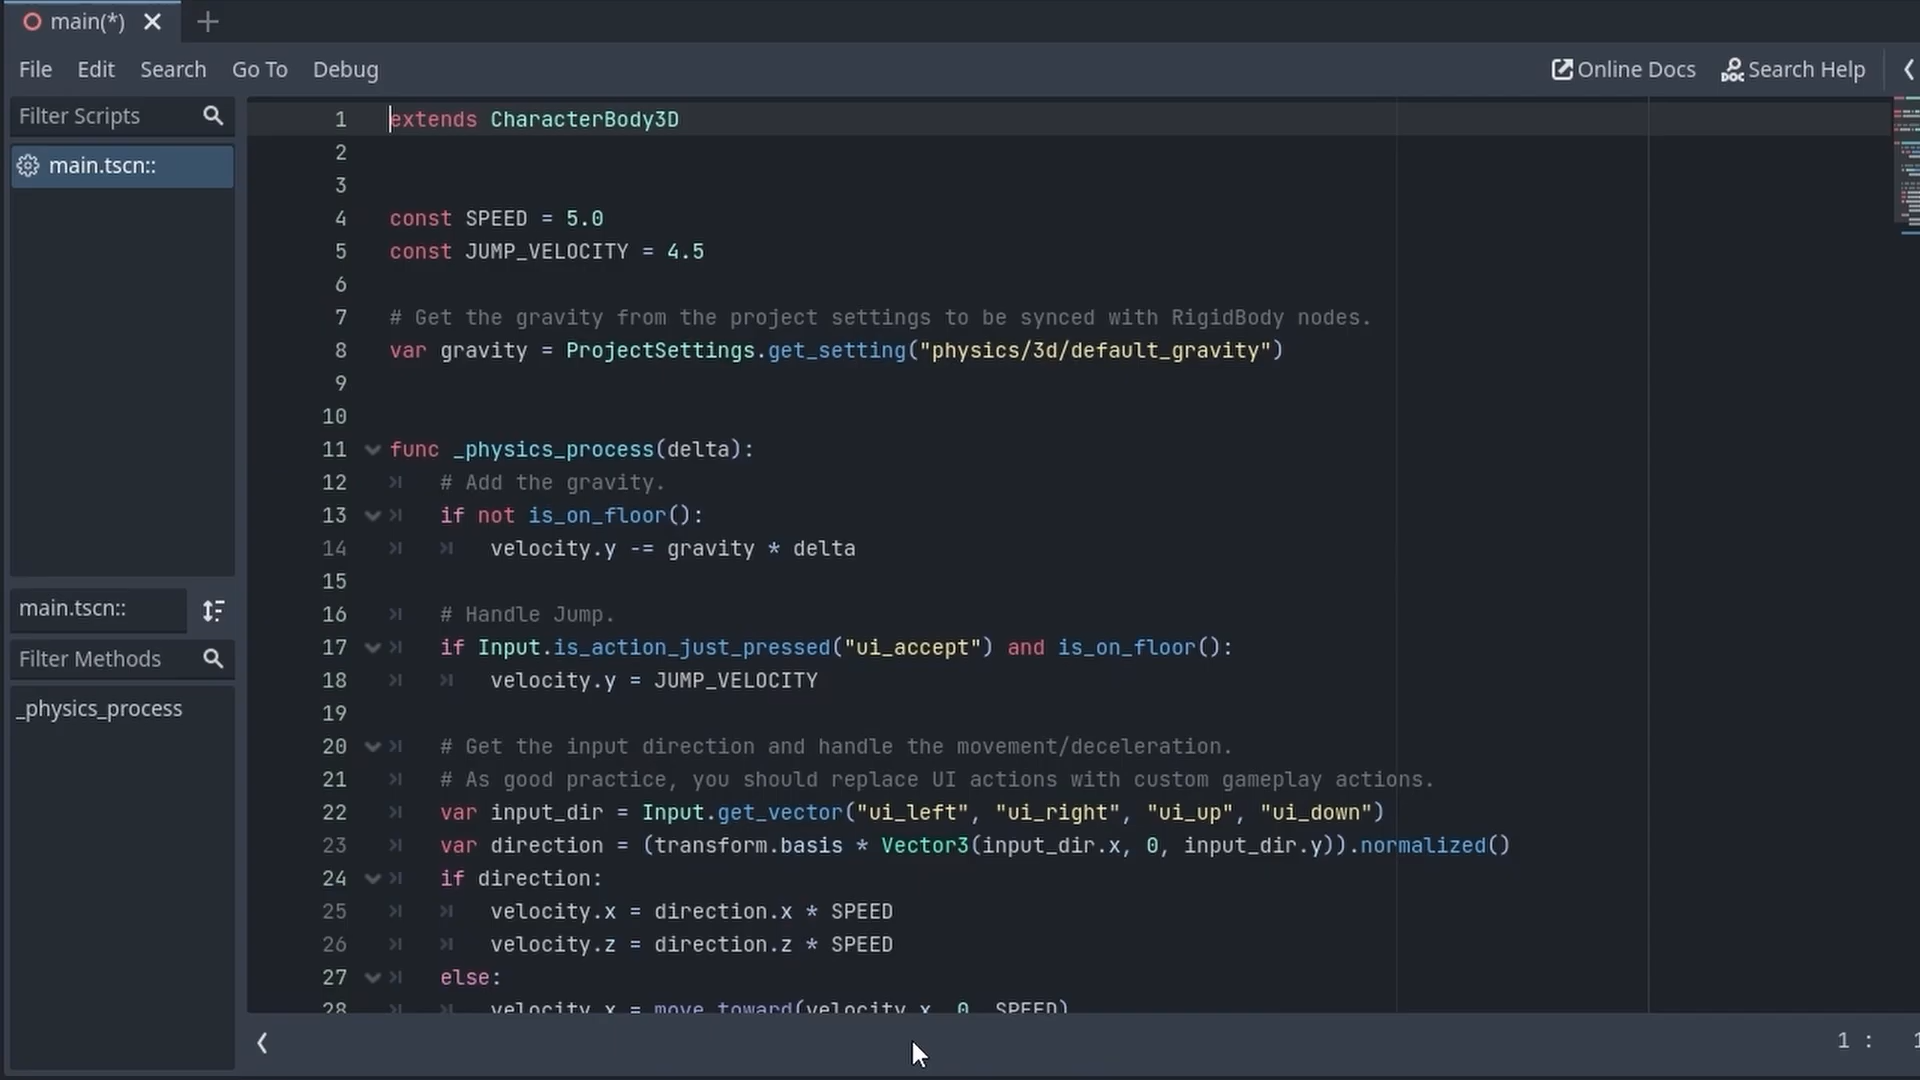 main(*)
File Edit Search Go To Debug Online Docs Search Help
Filter Scripts
main.tscn::
main.tscn::
Filter Methods
_physics_process
1 extends CharacterBody3D
2
3
4 const SPEED = 5.0
5 const JUMP_VELOCITY = 4.5
6
7 # Get the gravity from the project settings to be synced with RigidBody nodes.
8 var gravity = ProjectSettings.get_setting("physics/3d/default_gravity")
9
10
11 func _physics_process(delta):
12 # Add the gravity.
13 if not is_on_floor():
14 velocity.y -= gravity * delta
15
16 # Handle Jump.
17 if Input.is_action_just_pressed("ui_accept") and is_on_floor():
18 velocity.y = JUMP_VELOCITY
19
20 # Get the input direction and handle the movement/deceleration.
21 # As good practice, you should replace UI actions with custom gameplay actions.
22 var input_dir = Input.get_vector("ui_left", "ui_right", "ui_up", "ui_down")
23 var direction = (transform.basis * Vector3(input_dir.x, 0, input_dir.y)).normalized()
24 if direction:
25 velocity.x = direction.x * SPEED
26 velocity.z = direction.z * SPEED
27 else:
28 velocity.x = move_toward(velocity.x, 0, SPEED)
1 : 1